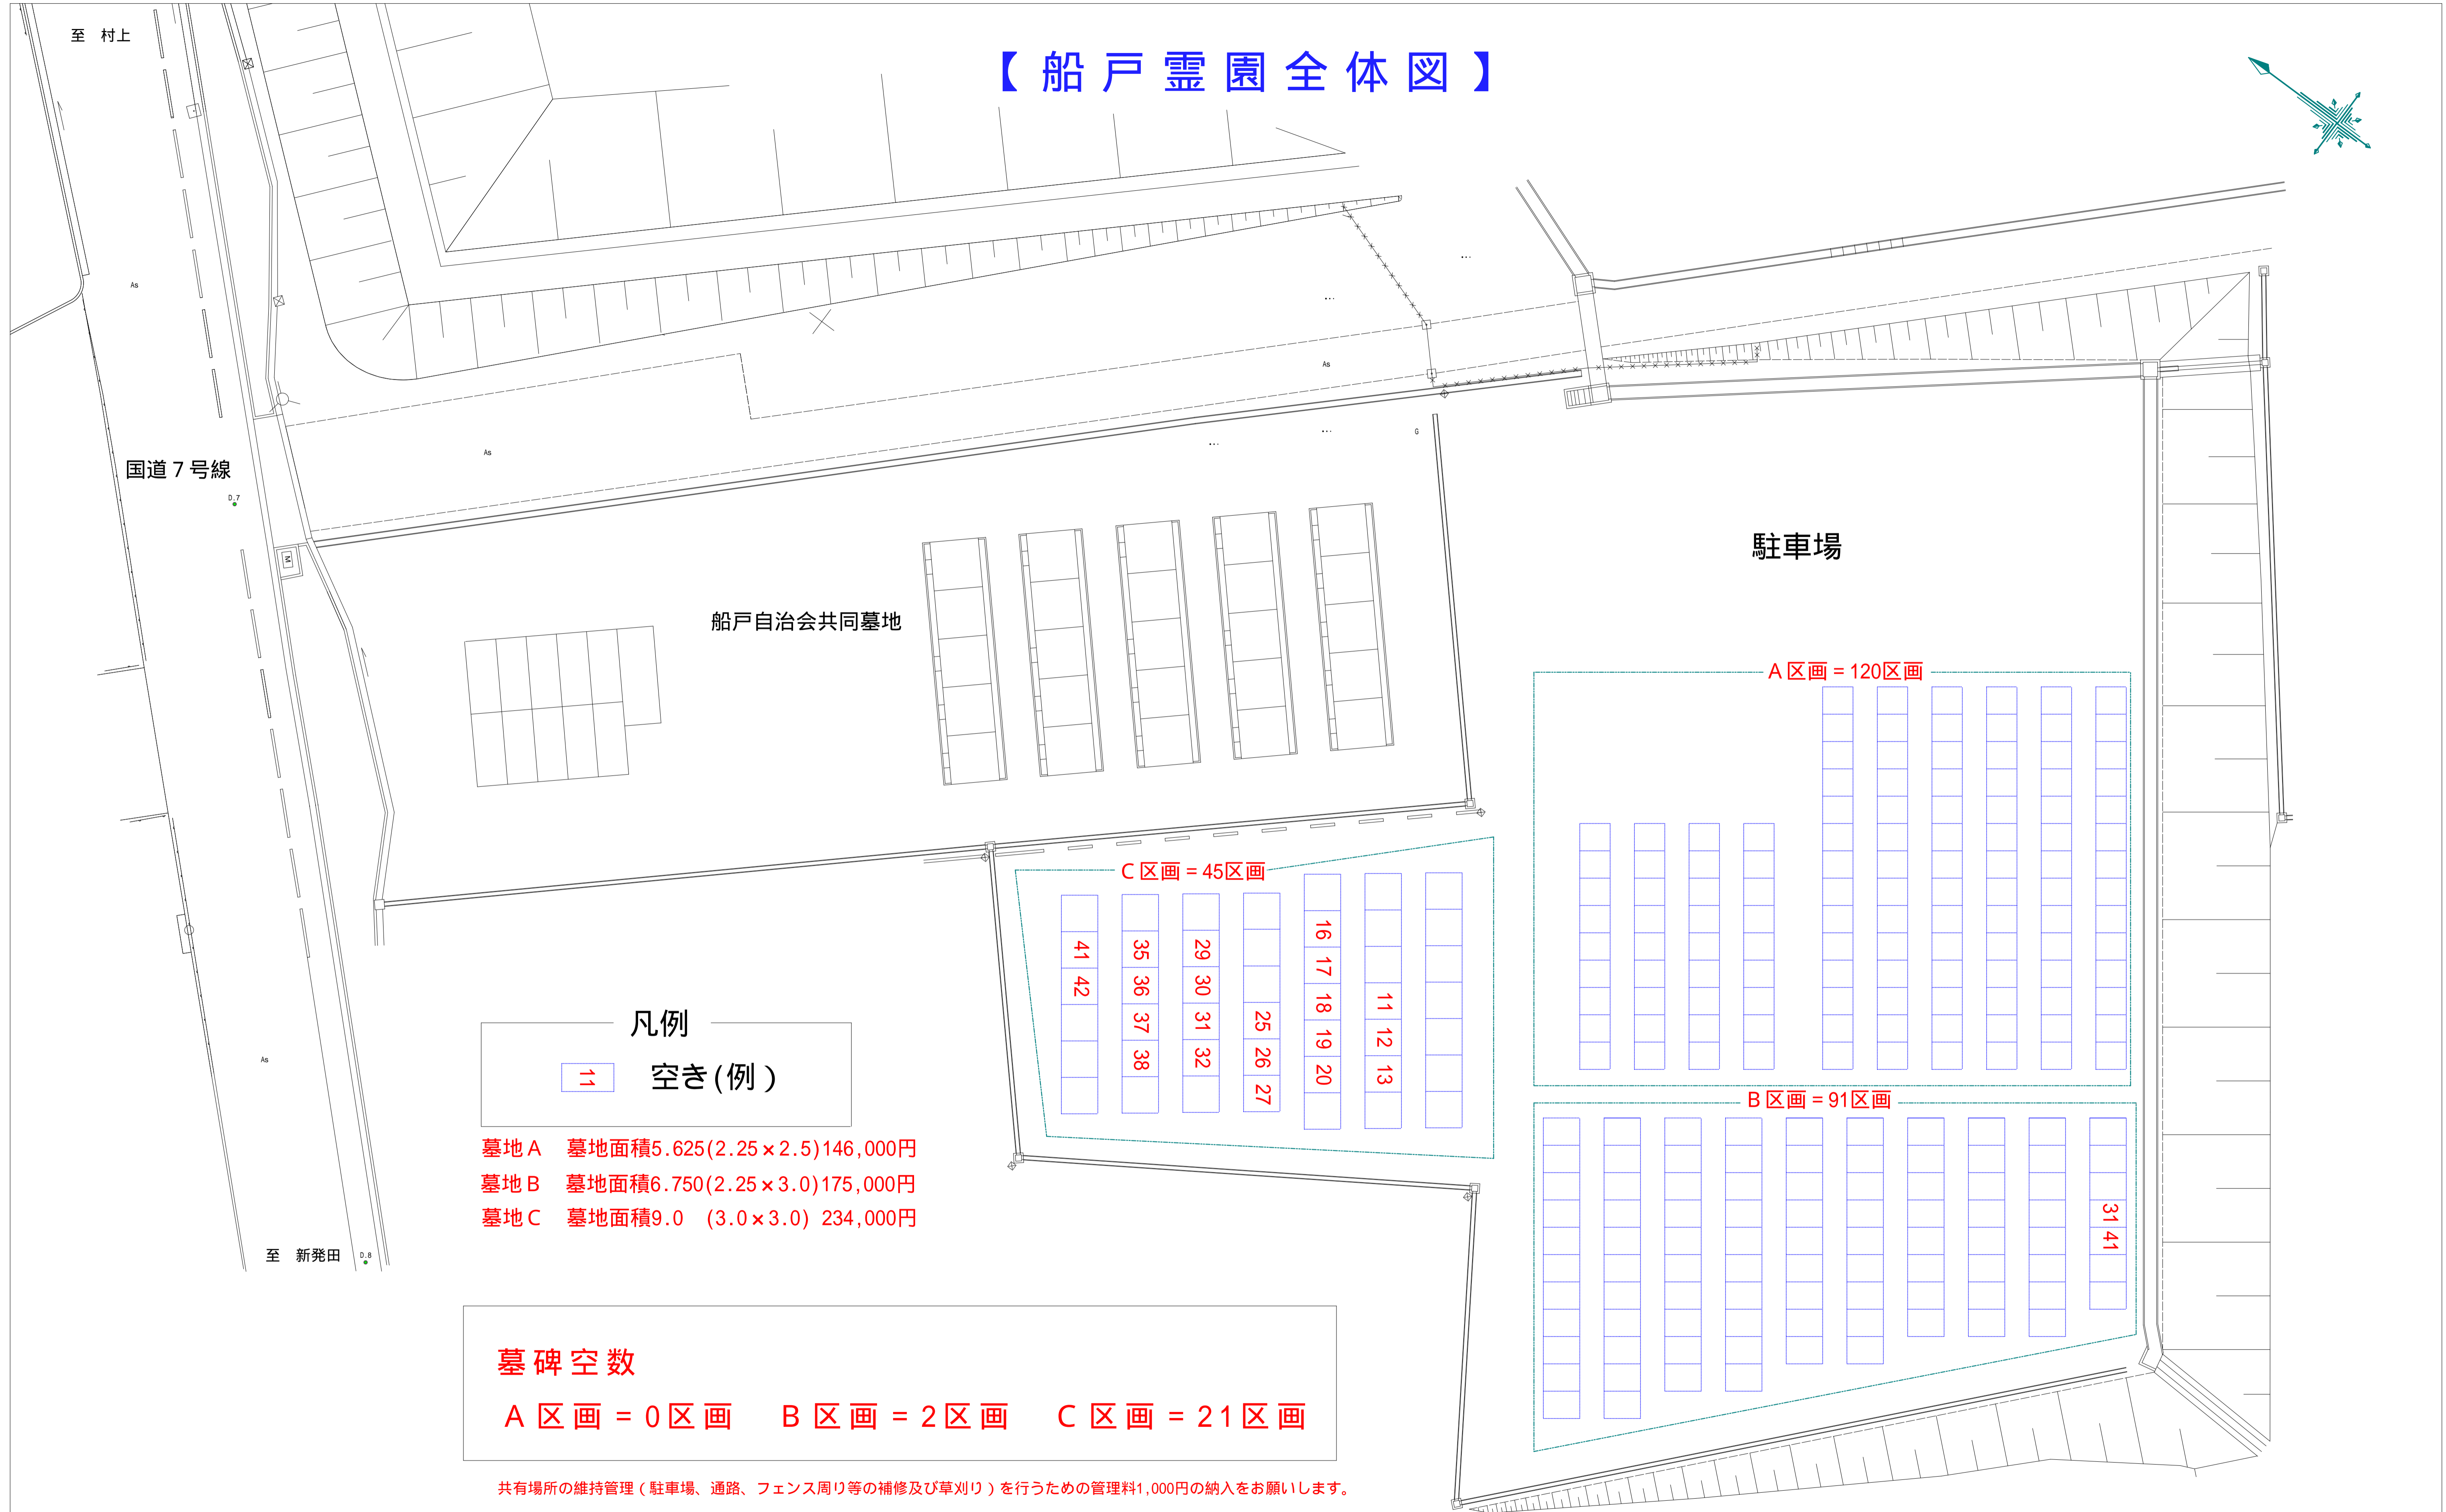 【船戸霊園全体図】
至　村上
As
As
As
G
国道７号線
D.7
M
駐車場
船戸自治会共同墓地
A区画＝120区画
C区画＝45区画
16
41 35 29 17
42 36 30 18 11
37 31 25 19 12
38 32 26 20 13
27
As
凡例
11 空き(例)
B区画＝91区画
墓地A　墓地面積5.625(2.25×2.5)146,000円
墓地B　墓地面積6.750(2.25×3.0)175,000円
墓地C　墓地面積9.0　(3.0×3.0) 234,000円
31
41
至　新発田
D.8
墓碑空数
A区画＝0区画　B区画＝2区画　C区画＝21区画
共有場所の維持管理（駐車場、通路、フェンス周り等の補修及び草刈り）を行うための管理料1,000円の納入をお願いします。